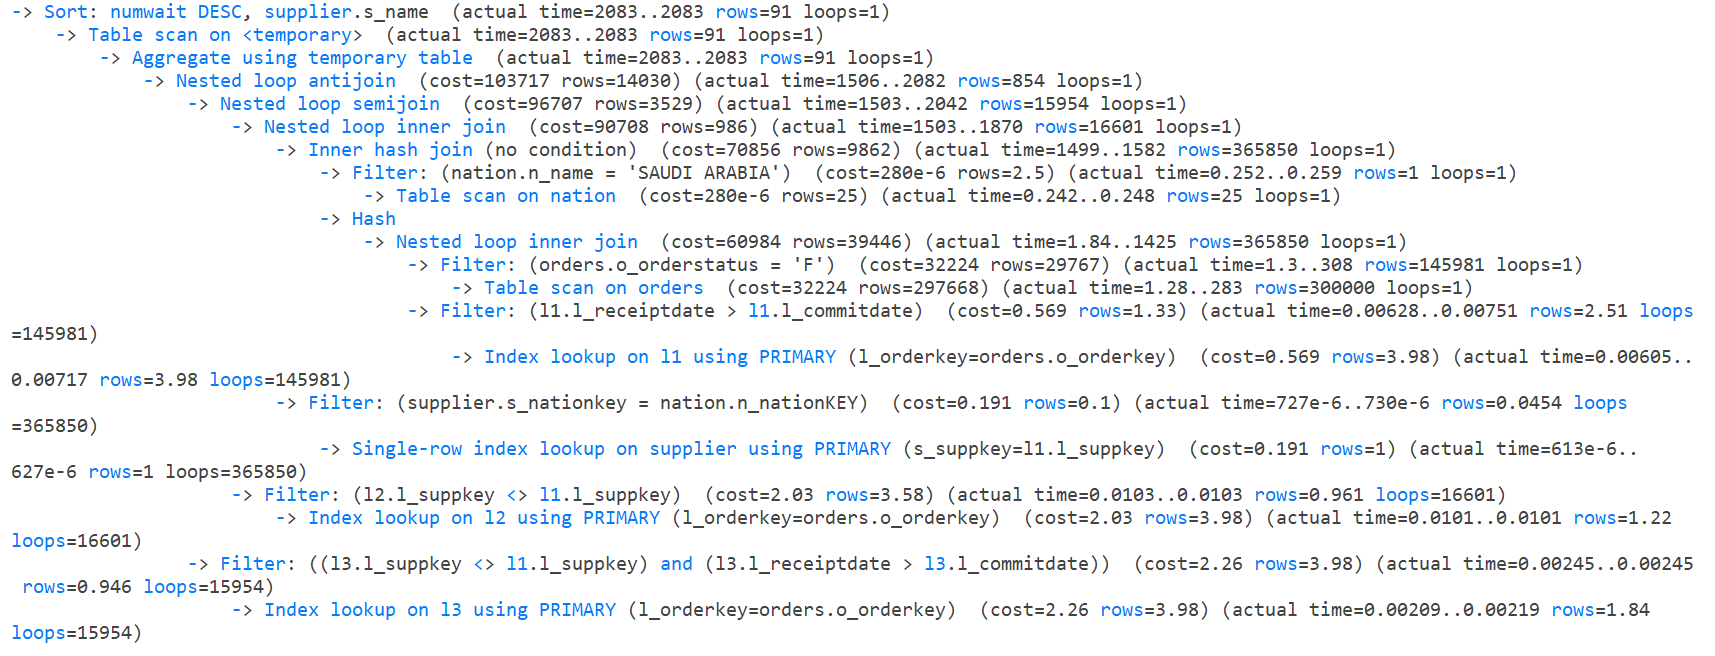 -> Sort: numwait DESC, supplier.s_name  (actual time=2083..2083 rows=91 loops=1)
    -> Table scan on <temporary>  (actual time=2083..2083 rows=91 loops=1)
        -> Aggregate using temporary table  (actual time=2083..2083 rows=91 loops=1)
            -> Nested loop antijoin  (cost=103717 rows=14030) (actual time=1506..2082 rows=854 loops=1)
                -> Nested loop semijoin  (cost=96707 rows=3529) (actual time=1503..2042 rows=15954 loops=1)
                    -> Nested loop inner join  (cost=90708 rows=986) (actual time=1503..1870 rows=16601 loops=1)
                        -> Inner hash join (no condition)  (cost=70856 rows=9862) (actual time=1499..1582 rows=365850 loops=1)
                            -> Filter: (nation.n_name = 'SAUDI ARABIA')  (cost=280e-6 rows=2.5) (actual time=0.252..0.259 rows=1 loops=1)
                                -> Table scan on nation  (cost=280e-6 rows=25) (actual time=0.242..0.248 rows=25 loops=1)
                            -> Hash
                                -> Nested loop inner join  (cost=60984 rows=39446) (actual time=1.84..1425 rows=365850 loops=1)
                                    -> Filter: (orders.o_orderstatus = 'F')  (cost=32224 rows=29767) (actual time=1.3..308 rows=145981 loops=1)
                                        -> Table scan on orders  (cost=32224 rows=297668) (actual time=1.28..283 rows=300000 loops=1)
                                    -> Filter: (l1.l_receiptdate > l1.l_commitdate)  (cost=0.569 rows=1.33) (actual time=0.00628..0.00751 rows=2.51 loops
=145981)
                                        -> Index lookup on l1 using PRIMARY (l_orderkey=orders.o_orderkey)  (cost=0.569 rows=3.98) (actual time=0.00605..
0.00717 rows=3.98 loops=145981)
                        -> Filter: (supplier.s_nationkey = nation.n_nationKEY)  (cost=0.191 rows=0.1) (actual time=727e-6..730e-6 rows=0.0454 loops
=365850)
                            -> Single-row index lookup on supplier using PRIMARY (s_suppkey=l1.l_suppkey)  (cost=0.191 rows=1) (actual time=613e-6..
627e-6 rows=1 loops=365850)
                    -> Filter: (l2.l_suppkey <> l1.l_suppkey)  (cost=2.03 rows=3.58) (actual time=0.0103..0.0103 rows=0.961 loops=16601)
                        -> Index lookup on l2 using PRIMARY (l_orderkey=orders.o_orderkey)  (cost=2.03 rows=3.98) (actual time=0.0101..0.0101 rows=1.22
loops=16601)
                -> Filter: ((l3.l_suppkey <> l1.l_suppkey) and (l3.l_receiptdate > l3.l_commitdate))  (cost=2.26 rows=3.98) (actual time=0.00245..0.00245
 rows=0.946 loops=15954)
                    -> Index lookup on l3 using PRIMARY (l_orderkey=orders.o_orderkey)  (cost=2.26 rows=3.98) (actual time=0.00209..0.00219 rows=1.84
loops=15954)